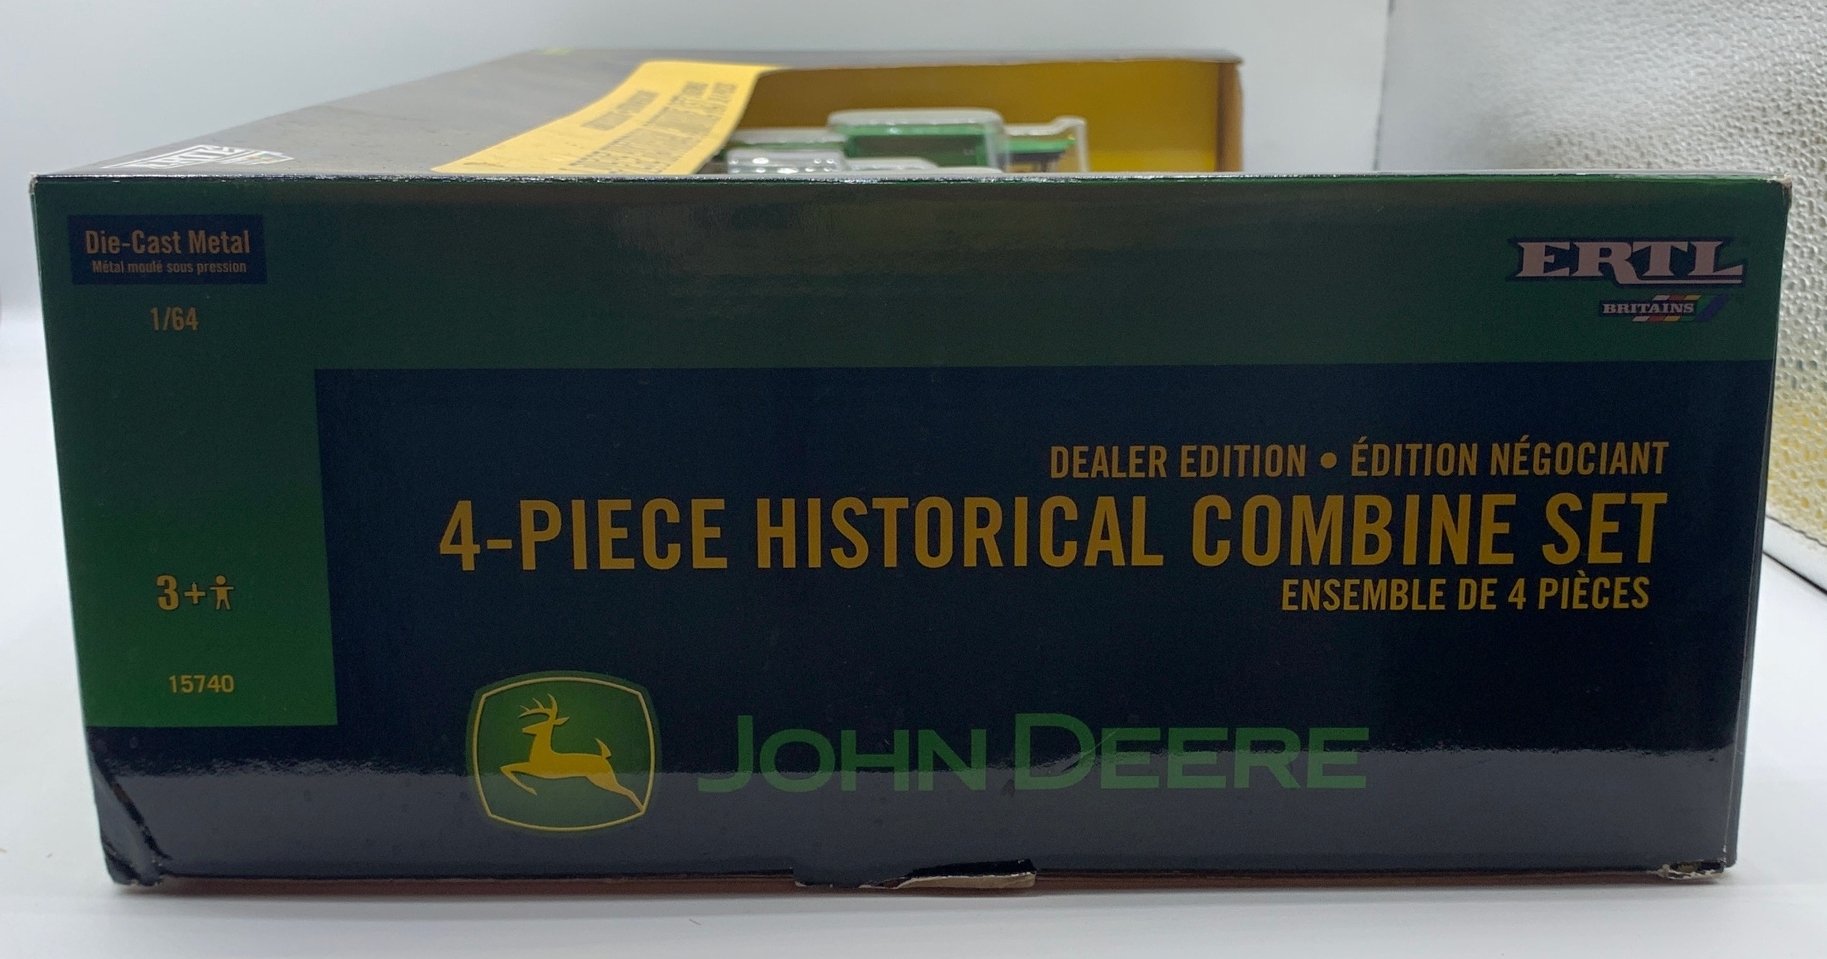 Die-Cast Metal
Métal moulé sous pression
1/64
ERTL
BRITAINS
DEALER EDITION • ÉDITION NÉGOCIANT
4-PIECE HISTORICAL COMBINE SET
ENSEMBLE DE 4 PIÈCES
3+
15740
JOHN DEERE